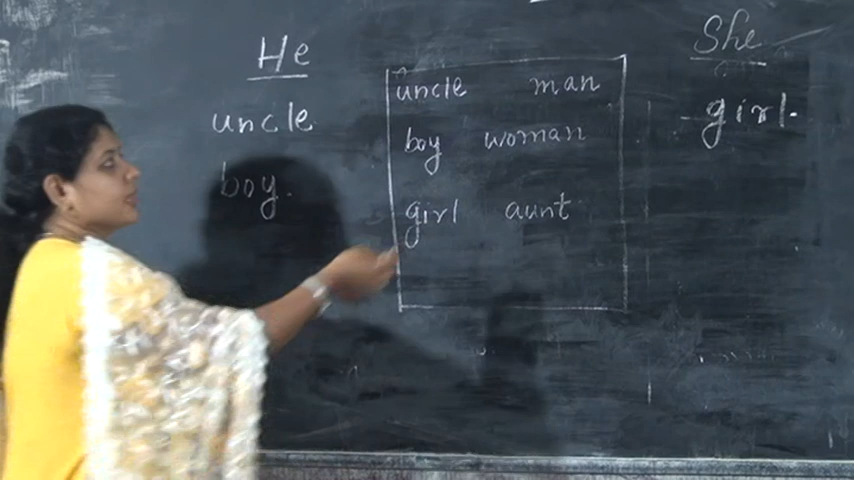 He
uncle
boy.
uncle man
boy woman
girl aunt
She
girl.